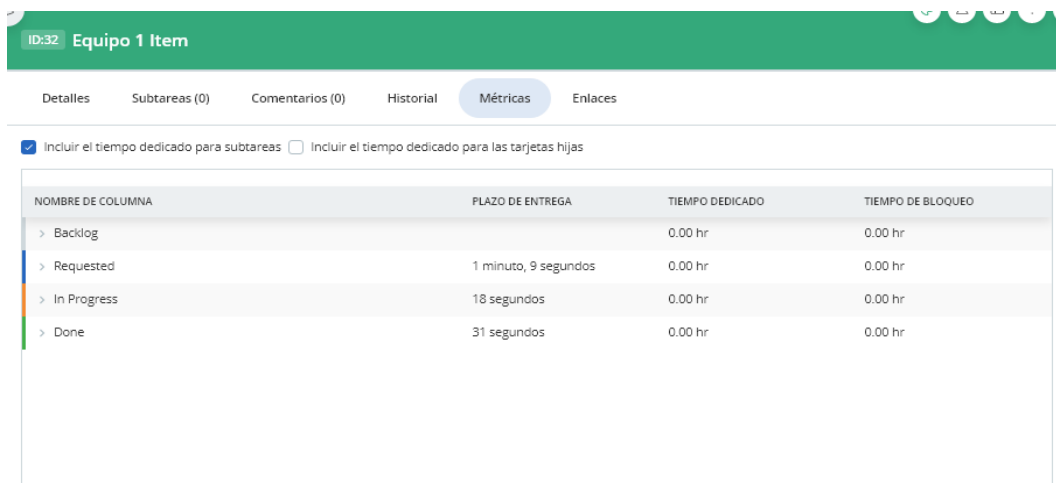 ID:32 Equipo 1 Item
Detalles Subtareas (0) Comentarios (0) Historial Métricas Enlaces
Incluir el tiempo dedicado para subtareas Incluir el tiempo dedicado para las tarjetas hijas
NOMBRE DE COLUMNA PLAZO DE ENTREGA TIEMPO DEDICADO TIEMPO DE BLOQUEO
Backlog 0.00 hr 0.00 hr
Requested 1 minuto, 9 segundos 0.00 hr 0.00 hr
In Progress 18 segundos 0.00 hr 0.00 hr
Done 31 segundos 0.00 hr 0.00 hr